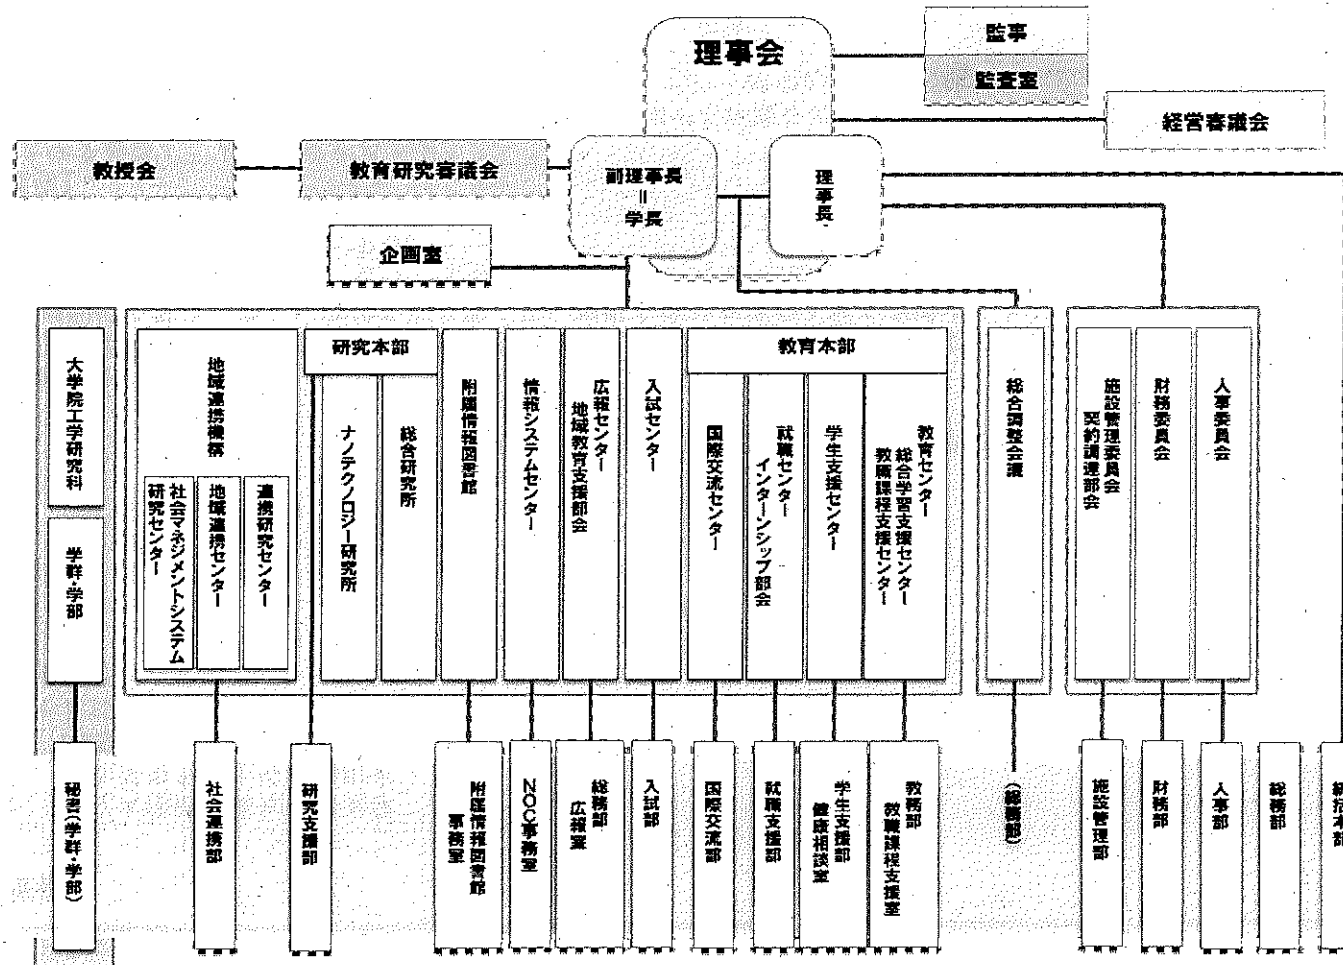 理事会
監事
監査室
経営審議会
教授会
教育研究審議会
副理事長
||
学長
理事長
企画室
大学院工学研究科
学群・学部
地域連携機構
社会マネジメントシステム
研究センター
地域連携センター
連携研究センター
研究本部
ナノテクノロジー研究所
総合研究所
附属情報図書館
情報システムセンター
広報センター
地域教育支援部会
入試センター
教育本部
国際交流センター
就職センター
インターンシップ部会
学生支援センター
教育センター
総合学習支援センター
教職課程支援センター
総合調整会議
施設管理委員会
契約調達部会
財務委員会
人事委員会
秘書(学群・学部)
社会連携部
研究支援部
附属情報図書館
事務室
NOC事務室
総務部
広報室
入試部
国際交流部
就職支援部
学生支援部
健康相談室
教務部
教職課程支援室
(総務部)
施設管理部
財務部
人事部
総務部
統括本部